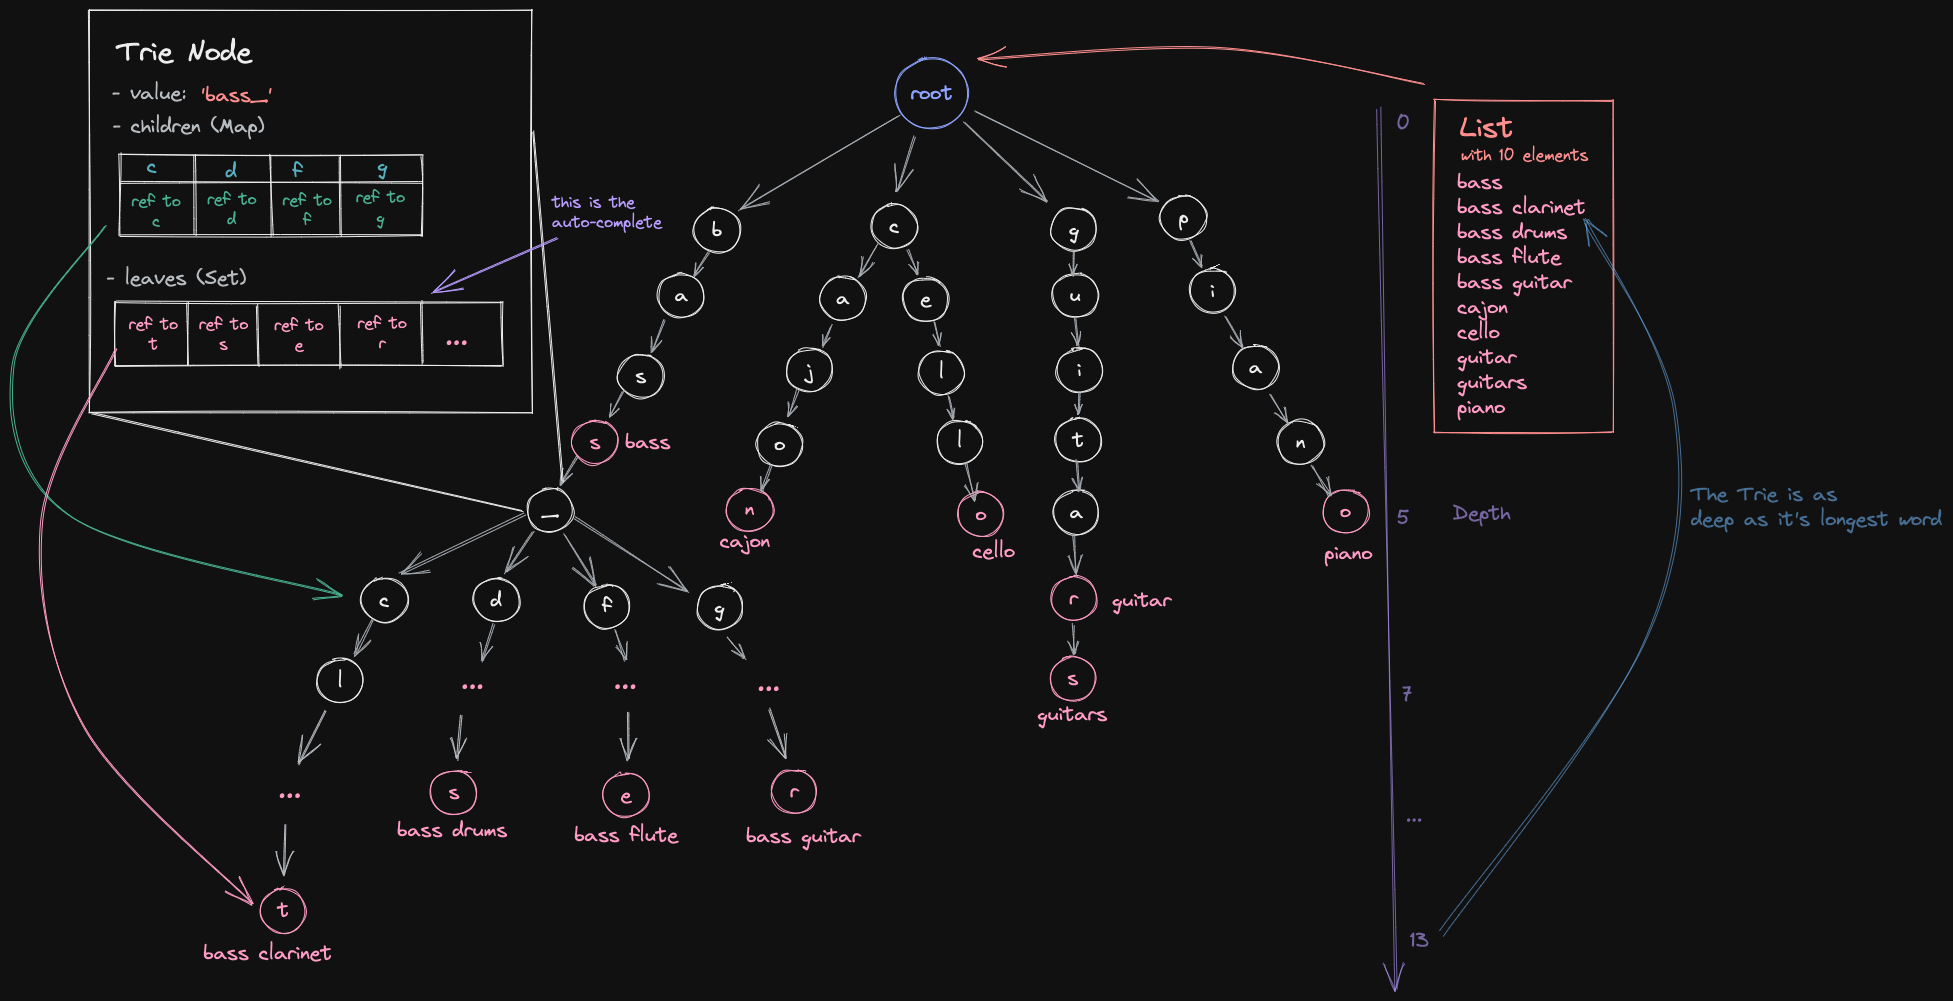 Trie Node
- value: 'bass_'
- children (Map)
c d f g
ref to c
ref to d
ref to f
ref to g
- leaves (Set)
ref to t
ref to s
ref to e
ref to r
...
this is the
auto-complete
root
b
c
g
p
a
a
e
u
i
s
j
l
i
a
s bass
o
l
t
n
_
n
cajon
o
cello
a
o
piano
c
d
f
g
r guitar
l
...
...
...
s
guitars
...
s
bass drums
e
bass flute
r
bass guitar
t
bass clarinet
0
5
Depth
7
...
13
List
with 10 elements
bass
bass clarinet
bass drums
bass flute
bass guitar
cajon
cello
guitar
guitars
piano
The Trie is as
deep as it's longest word